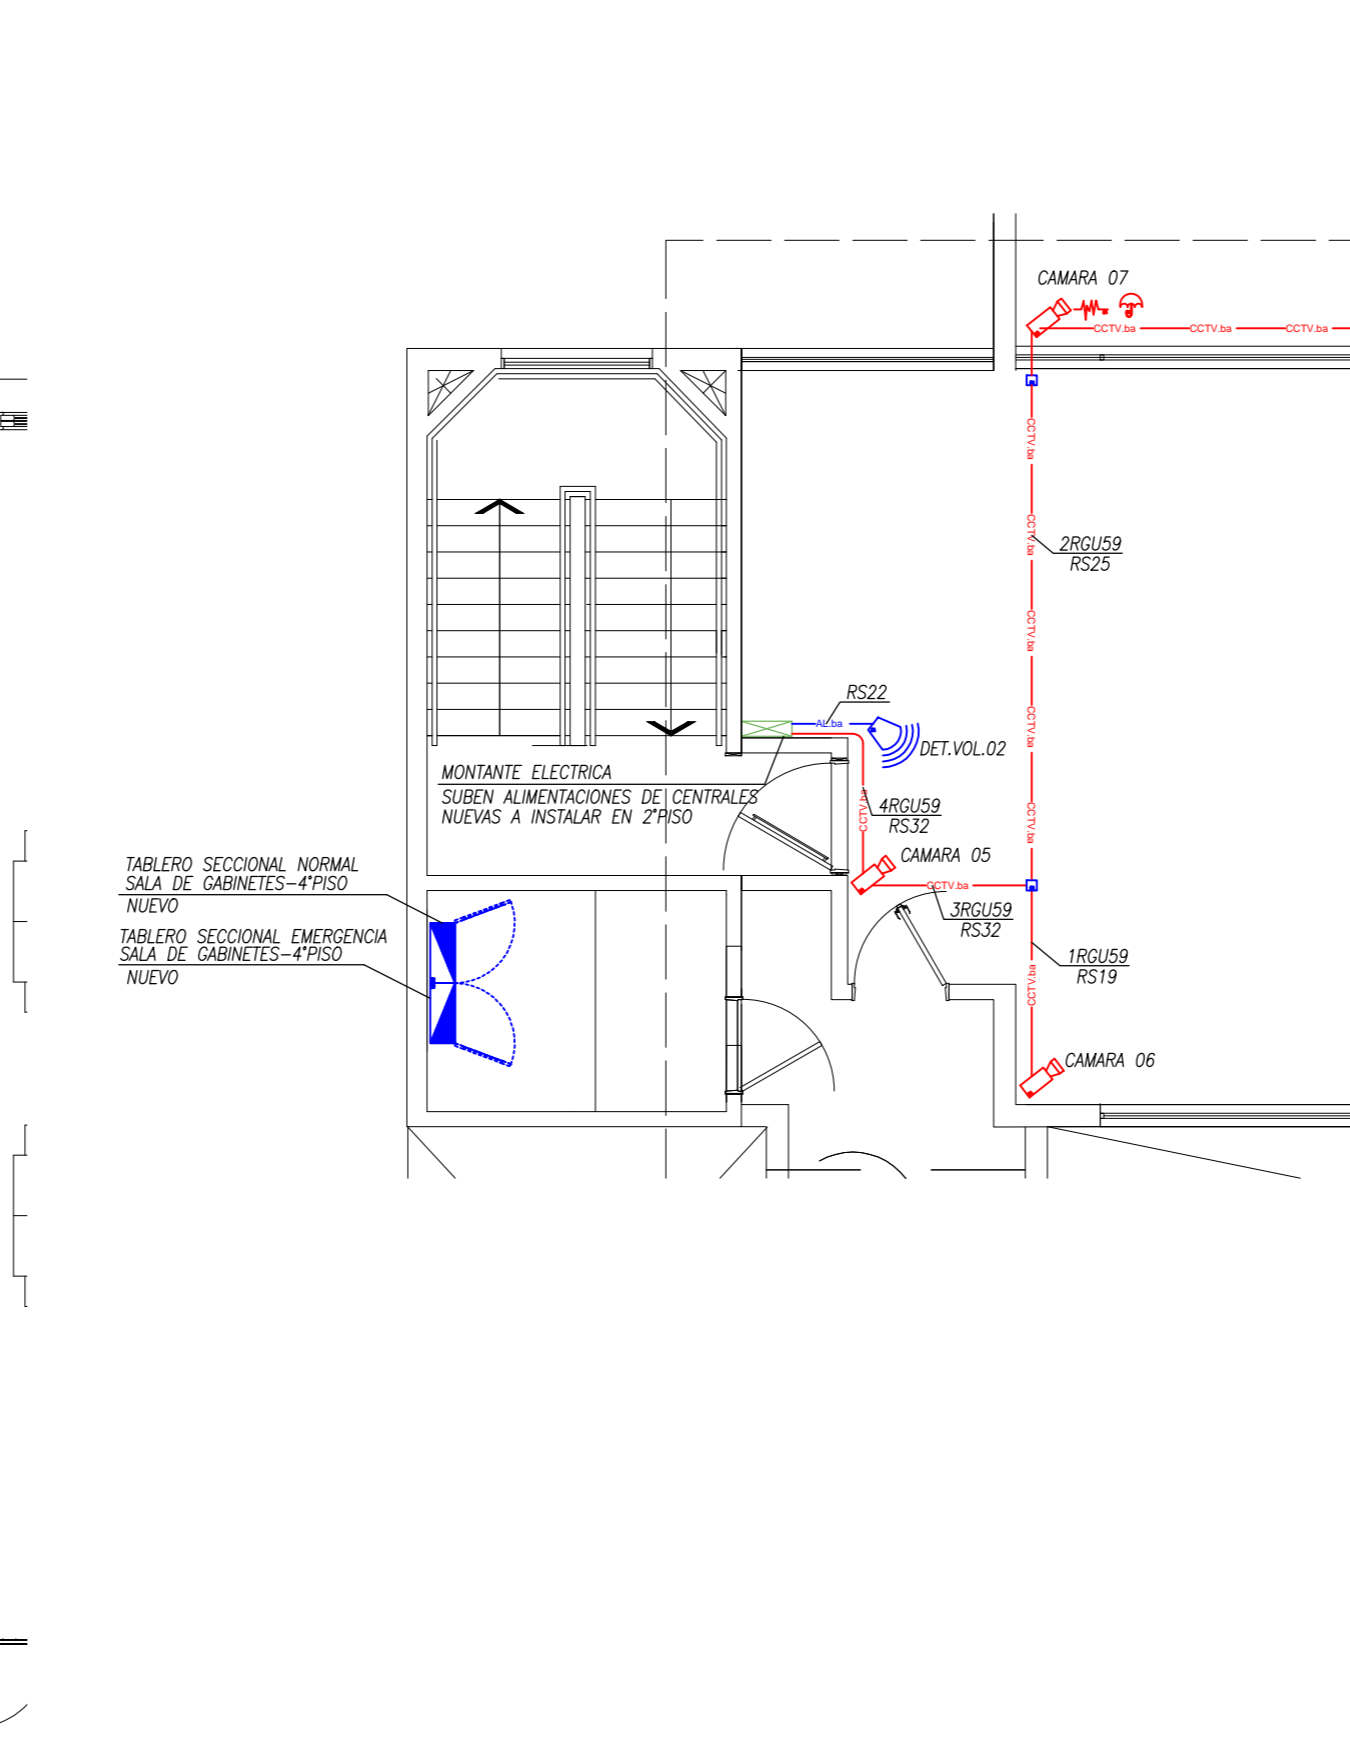 CAMARA 07
CCTV.ba
CCTV.ba
CCTV.ba
CCTV.ba
CCTV.ba
2RGU59
RS25
CCTV.ba
CCTV.ba
RS22
AL.ba
DET.VOL.02
MONTANTE ELECTRICA
SUBEN ALIMENTACIONES DE CENTRALES
NUEVAS A INSTALAR EN 2°PISO
CCTV.ba
4RGU59
RS32
CCTV.ba
CAMARA 05
CCTV.ba
3RGU59
RS32
TABLERO SECCIONAL NORMAL
SALA DE GABINETES-4°PISO
NUEVO
TABLERO SECCIONAL EMERGENCIA
SALA DE GABINETES-4°PISO
NUEVO
1RGU59
RS19
CCTV.ba
CAMARA 06